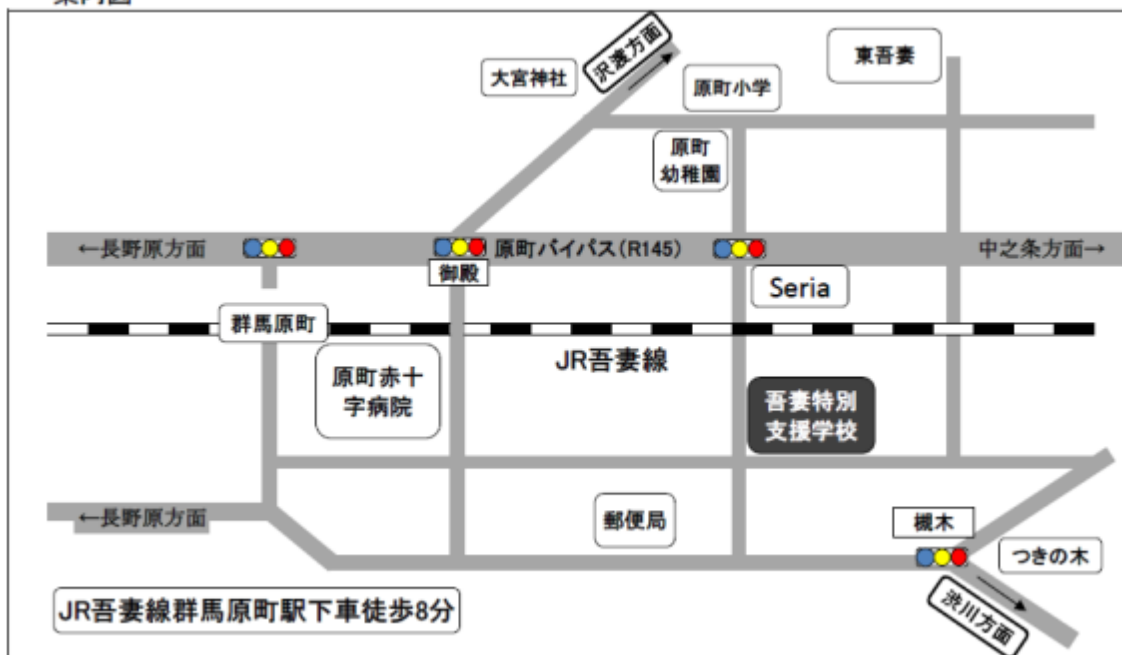 案内図
沢渡方面
大宮神社
東吾妻
原町小学
原町
幼稚園
←長野原方面
原町バイパス(R145)
中之条方面→
御殿
Seria
群馬原町
JR吾妻線
原町赤十
字病院
吾妻特別
支援学校
←長野原方面
郵便局
槻木
つきの木
渋川方面
JR吾妻線群馬原町駅下車徒歩8分